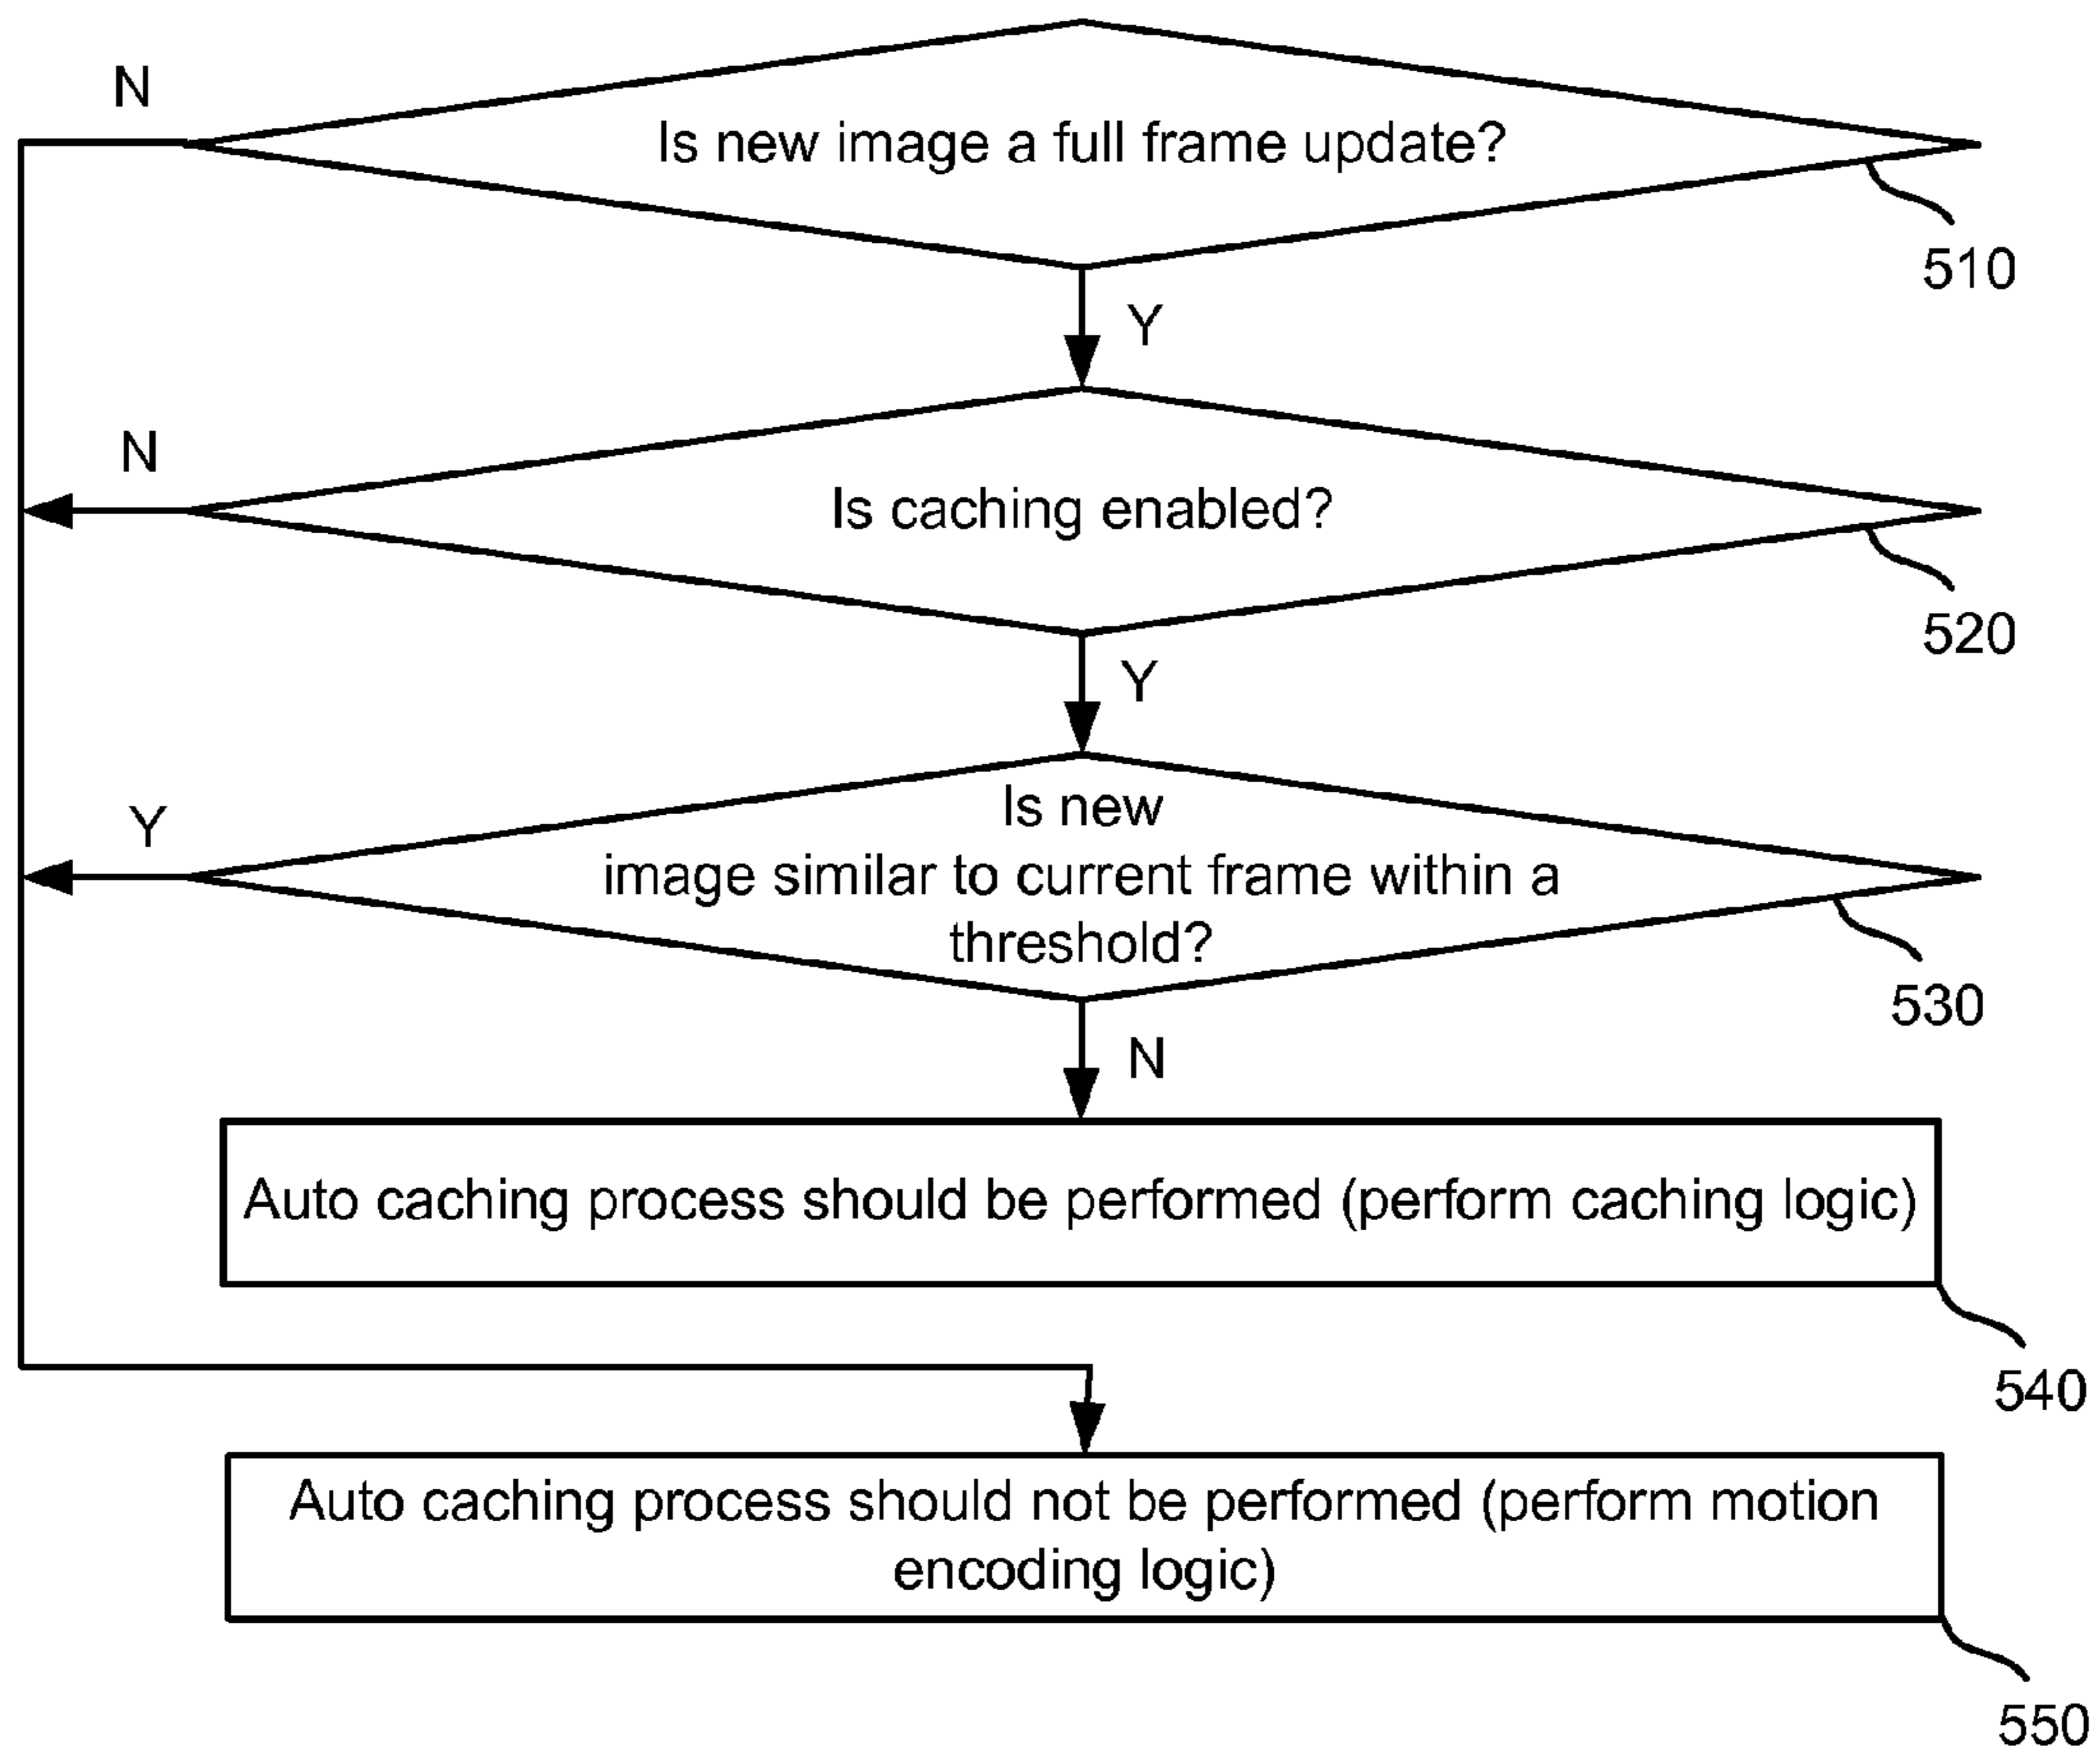 N
Is new image a full frame update?
510
Y
N
Is caching enabled?
520
Y
Y
Is new
image similar to current frame within a
threshold?
530
N
Auto caching process should be performed (perform caching logic)
540
Auto caching process should not be performed (perform motion
encoding logic)
550